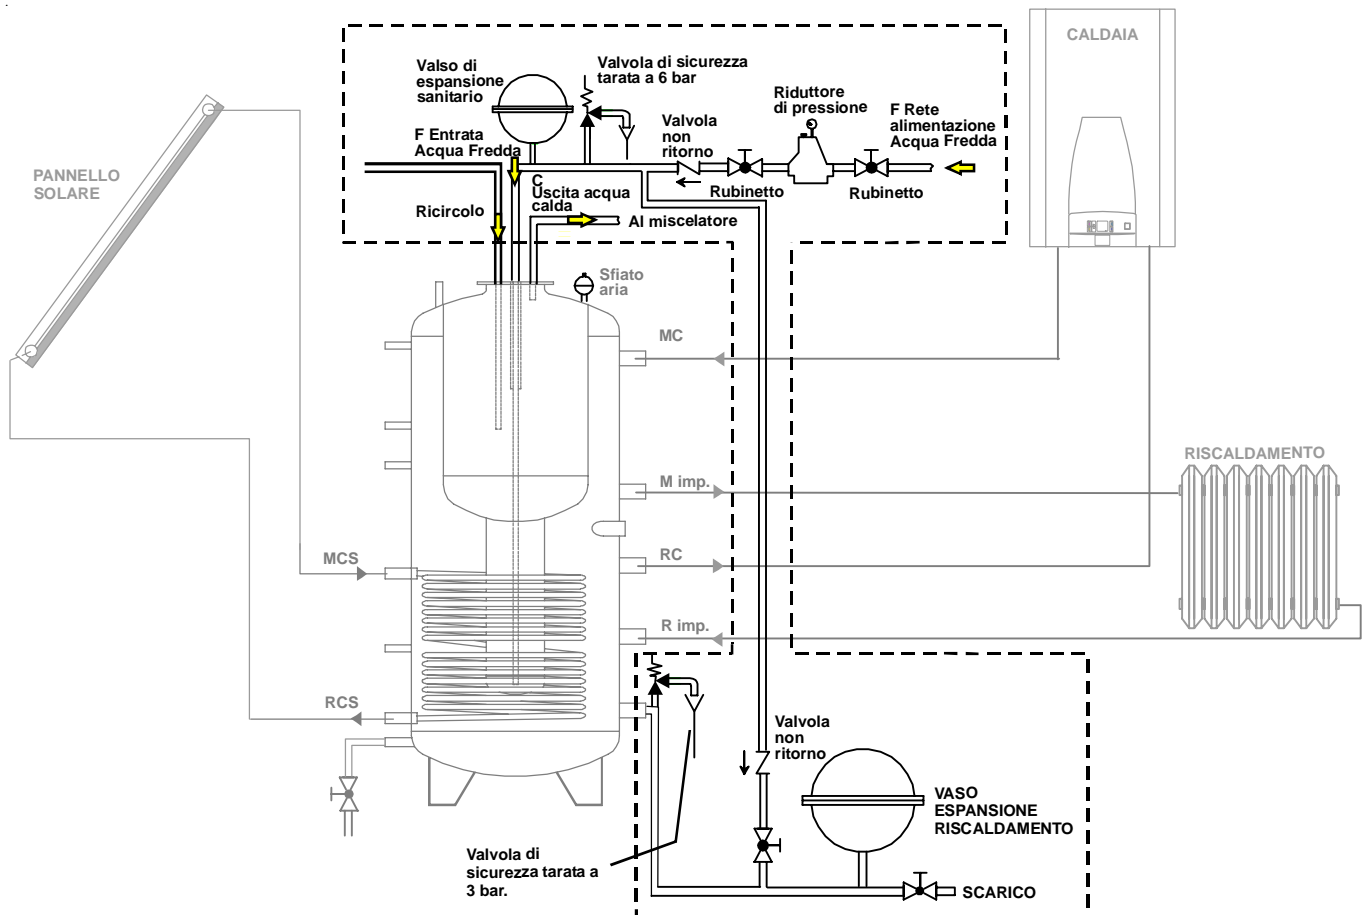 CALDAIA
Valso di
espansione
sanitario
Valvola di sicurezza
tarata a 6 bar
Riduttore
di pressione
F Rete
alimentazione
Acqua Fredda
Valvola
non
ritorno
F Entrata
Acqua Fredda
PANNELLO
SOLARE
C
Uscita acqua
calda
Rubinetto
Rubinetto
Ricircolo
Al miscelatore
Sfiato
aria
MC
RISCALDAMENTO
M imp.
MCS
RC
R imp.
RCS
Valvola
non
ritorno
VASO
ESPANSIONE
RISCALDAMENTO
Valvola di
sicurezza tarata a
3 bar.
SCARICO